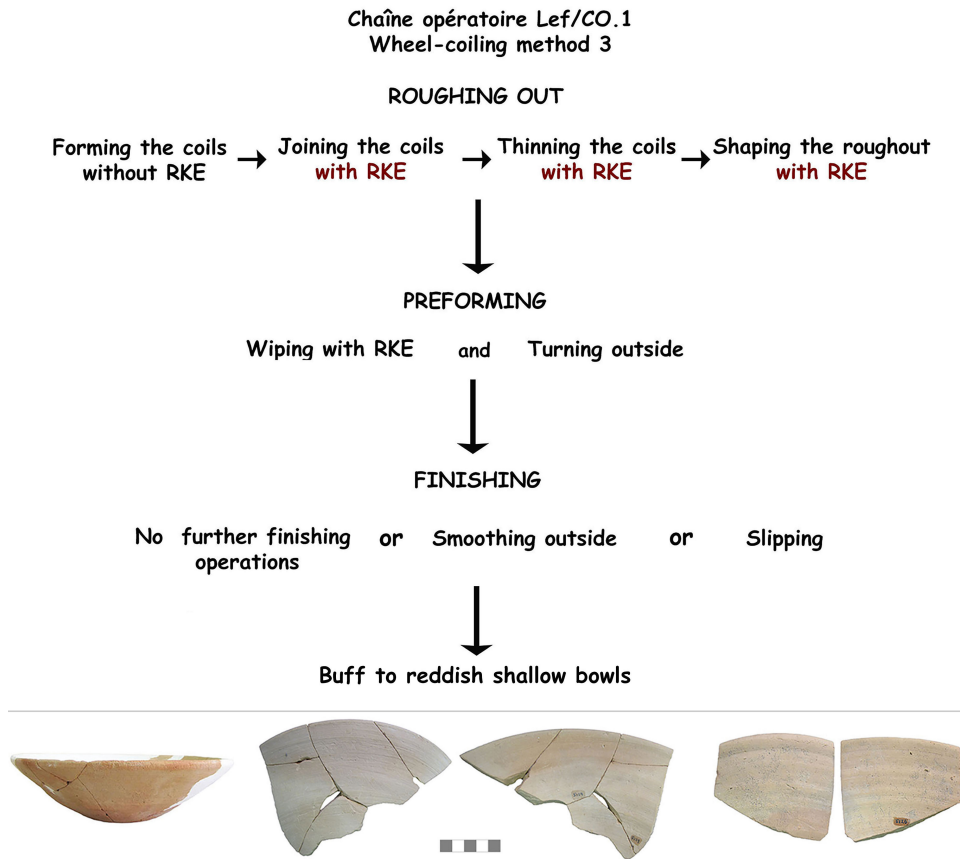 Chaîne opératoire Lef/CO.1
Wheel-coiling method 3
ROUGHING OUT
Forming the coils
without RKE
Joining the coils
with RKE
Thinning the coils
with RKE
Shaping the roughout
with RKE
PREFORMING
Wiping with RKE and Turning outside
FINISHING
No further finishing
operations
or
Smoothing outside
or
Slipping
Buff to reddish shallow bowls